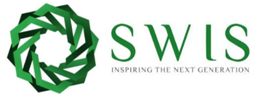 SWIS
INSPIRING THE NEXT GENERATION